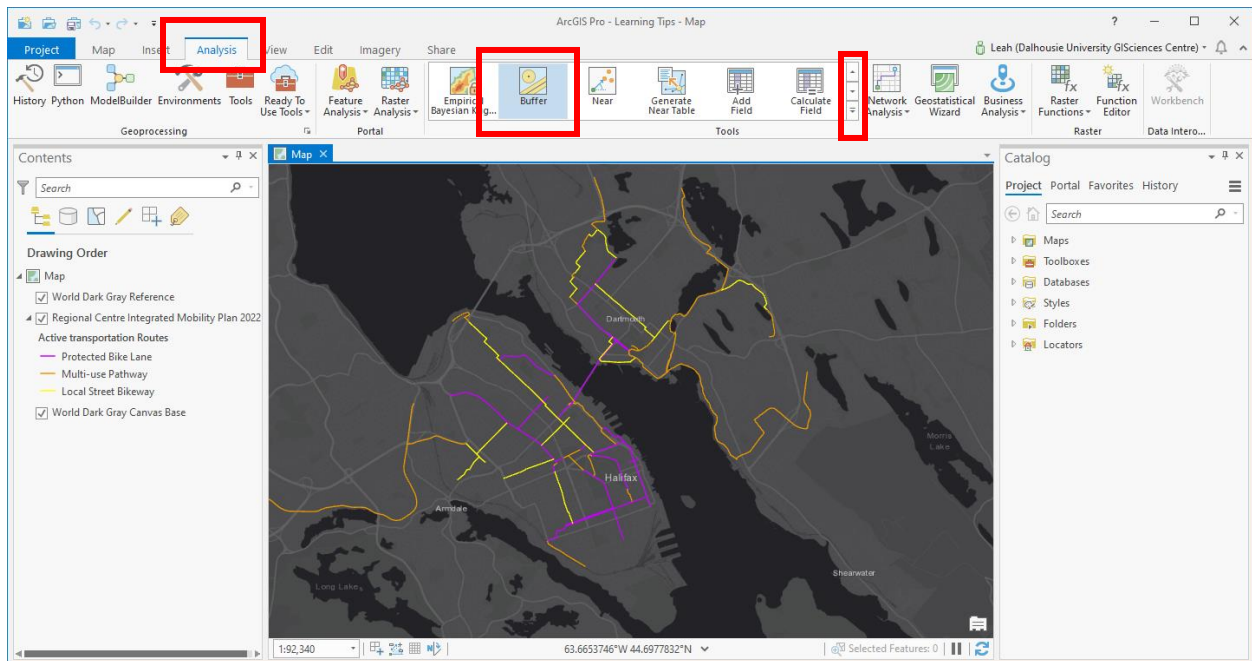 ArcGIS Pro - Learning Tips - Map
?
Project Map Insert Analysis View Edit Imagery Share
Leah (Dalhousie University GISciences Centre)
History Python ModelBuilder Environments Tools Ready To Use Tools
Feature Analysis Raster Analysis
Empirical Bayesian Krig... Buffer Near Generate Near Table Add Field Calculate Field
Network Analysis Geostatistical Wizard Business Analysis
Raster Functions Function Editor Workbench
Geoprocessing Portal Tools Raster Data Intero...
Contents
Search
Drawing Order
Map
World Dark Gray Reference
Regional Centre Integrated Mobility Plan 2022
Active transportation Routes
Protected Bike Lane
Multi-use Pathway
Local Street Bikeway
World Dark Gray Canvas Base
Map
Dartmouth
Morris
Lake
Halifax
Armdale
Shearwater
Long Lake
1:92,340
63.6653746°W 44.6977832°N
Selected Features: 0
Catalog
Project Portal Favorites History
Search
Maps
Toolboxes
Databases
Styles
Folders
Locators